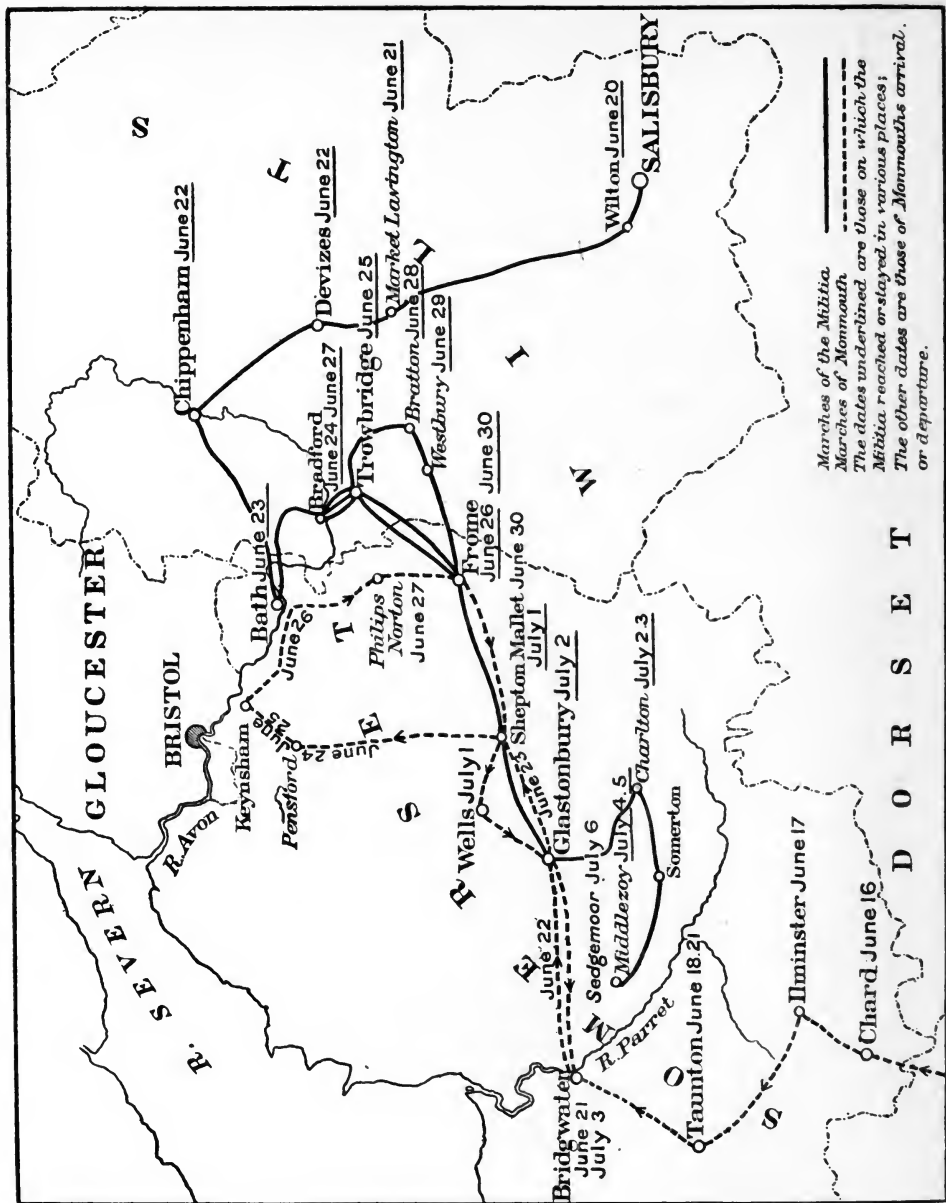 GLOUCESTER
R. SEVERN
BRISTOL
R. Avon
Keynsham
June 25
Pensford
June 24
June 26
Bath June 23
Chippenham June 22
Bradford
June 24 June 27
Devizes June 22
Trowbridge June 25
Market Lavington June 21
Bratton June 28
Westbury June 29
Philips
Norton
June 27
Frome
June 26 June 30
Shepton Mallet June 30
July 1
Wells July 1
June 23
Glastonbury July 2
June 22
Charlton July 2.3
Sedgemoor July 6
Middlezoy July 4.5
Somerton
Bridgwater
June 21
July 3
R. Parret
Taunton June 18.21
Ilminster June 17
Chard June 16
Wilton June 20
SALISBURY
SOMERSET
WILTS
DORSET
Marches of the Militia
Marches of Monmouth
The dates underlined are those on which the
Militia reached or stayed in various places;
The other dates are those of Monmouths arrival.
or departure.